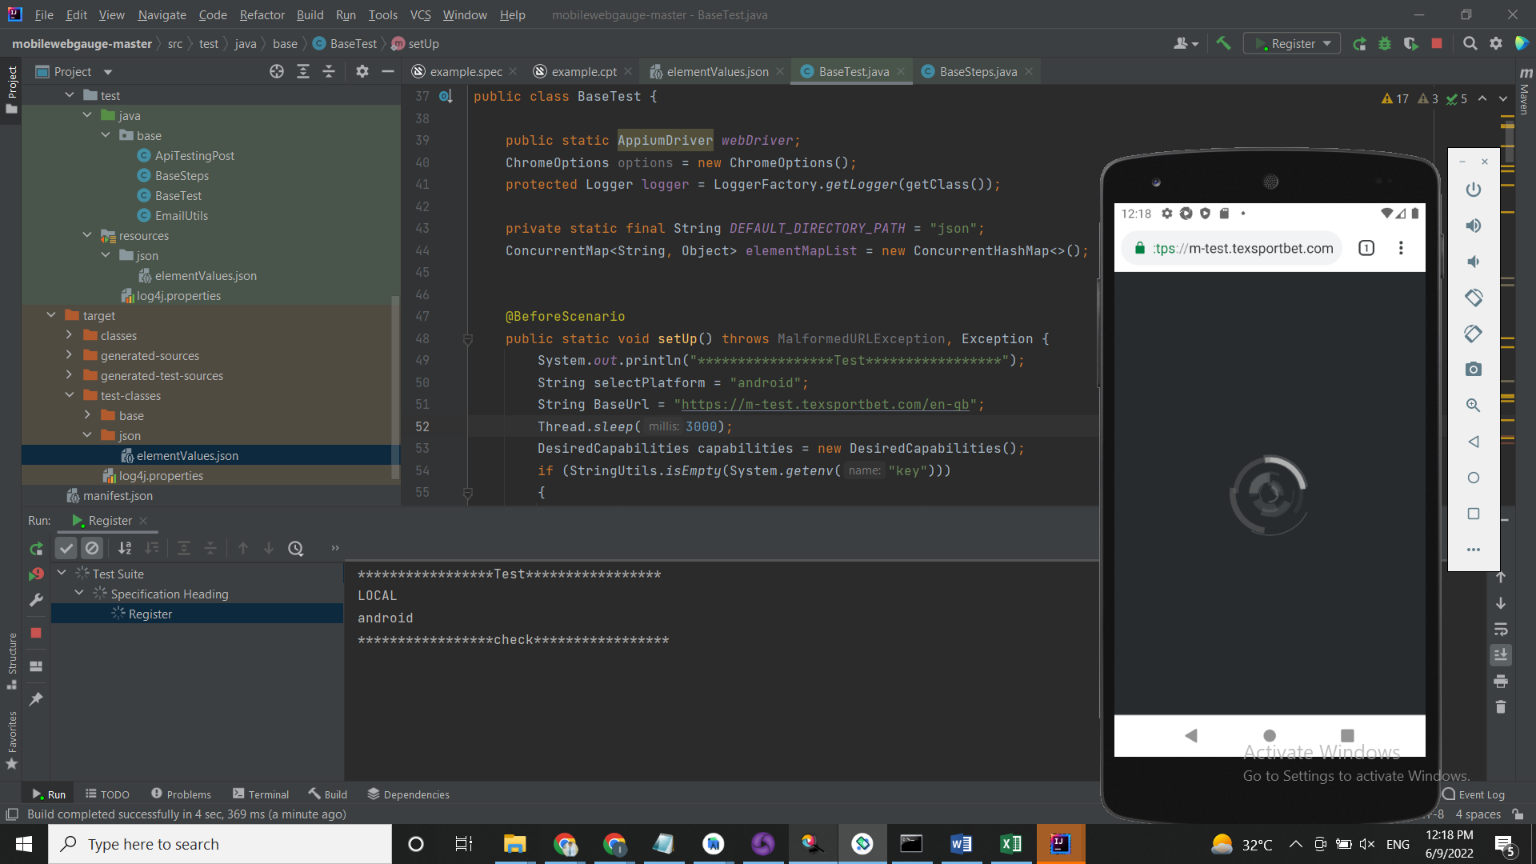 File Edit View Navigate Code Refactor Build Run Tools VCS Window Help mobilewebgauge-master - BaseTest.java
mobilewebgauge-master src test java base BaseTest setUp Register
Project example.spec example.cpt elementValues.json BaseTest.java BaseSteps.java
Project
Maven
test
java
base
ApiTestingPost
BaseSteps
BaseTest
EmailUtils
resources
json
elementValues.json
log4j.properties
target
classes
generated-sources
generated-test-sources
test-classes
base
json
elementValues.json
log4j.properties
manifest.json
17 3 5
37 public class BaseTest {
38
39 public static AppiumDriver webDriver;
40 ChromeOptions options = new ChromeOptions();
41 protected Logger logger = LoggerFactory.getLogger(getClass());
42
43 private static final String DEFAULT_DIRECTORY_PATH = "json";
44 ConcurrentMap<String, Object> elementMapList = new ConcurrentHashMap<>();
45
46
47 @BeforeScenario
48 public static void setUp() throws MalformedURLException, Exception {
49 System.out.println("*****************Test*****************");
50 String selectPlatform = "android";
51 String BaseUrl = "https://m-test.texsportbet.com/en-gb";
52 Thread.sleep( millis: 3000);
53 DesiredCapabilities capabilities = new DesiredCapabilities();
54 if (StringUtils.isEmpty(System.getenv( name: "key")))
55 {
12:18
:tps://m-test.texsportbet.com 1
Run: Register
Test Suite
Specification Heading
Register
*****************Test*****************
LOCAL
android
*****************check*****************
Structure
Favorites
Activate Windows
Go to Settings to activate Windows.
Run TODO Problems Terminal Build Dependencies Event Log
Build completed successfully in 4 sec, 369 ms (a minute ago) 4 spaces
Type here to search
32°C ENG 12:18 PM
6/9/2022 5